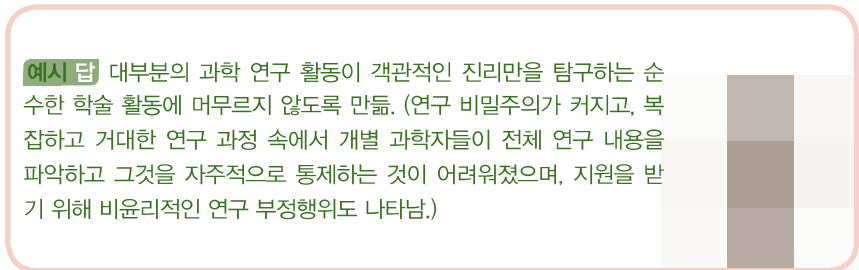 예시 답 대부분의 과학 연구 활동이 객관적인 진리만을 탐구하는 순
수한 학술 활동에 머무르지 않도록 만듦. (연구 비밀주의가 커지고, 복
잡하고 거대한 연구 과정 속에서 개별 과학자들이 전체 연구 내용을
파악하고 그것을 자주적으로 통제하는 것이 어려워졌으며, 지원을 받
기 위해 비윤리적인 연구 부정행위도 나타남.)